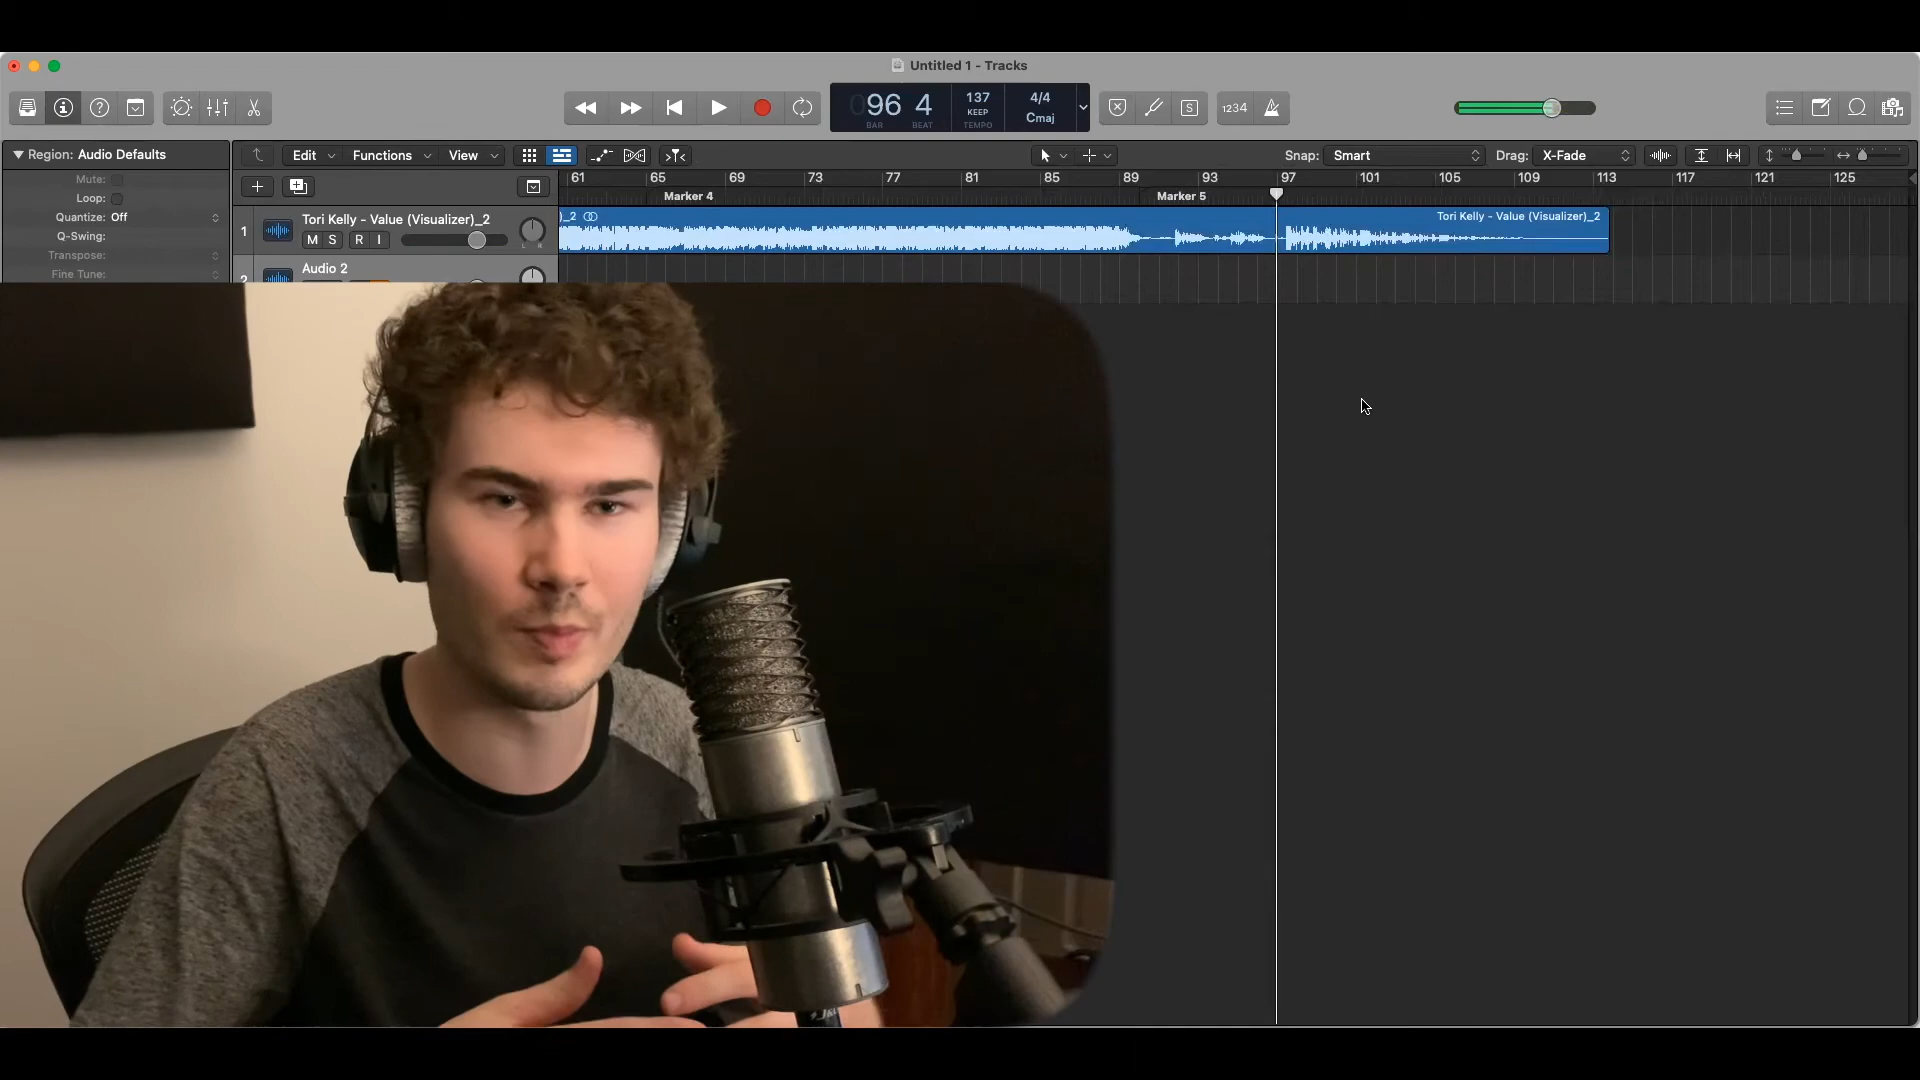 Untitled 1 - Tracks
1234
096 4
BAR BEAT
137
KEEP
TEMPO
4/4
Cmaj
Region: Audio Defaults
Edit Functions View
Snap: Smart
Drag: X-Fade
Mute:
Loop:
Quantize: Off
Q-Swing:
Transpose:
Fine Tune:
61 65 69 73 77 81 85 89 93 97 101 105 109 113 117 121 125
Marker 4 Marker 5
1 Tori Kelly - Value (Visualizer)_2
M S R I
L R
)_2
Tori Kelly - Value (Visualizer)_2
2 Audio 2